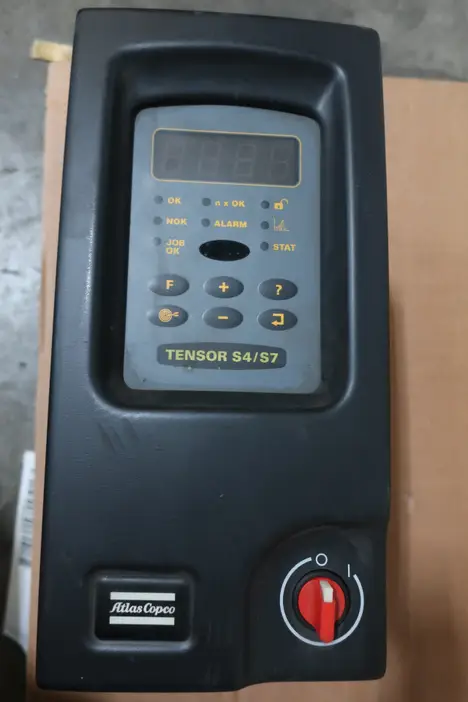 OK
n x OK
NOK
ALARM
JOB
OK
STAT
F
+
?
−
TENSOR S4/S7
O
I
Atlas Copco